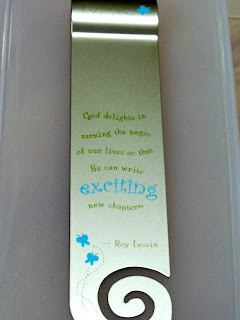 God delights in
turning the pages
of our lives so that
He can write
exciting
new chapters.
— Roy Lessin